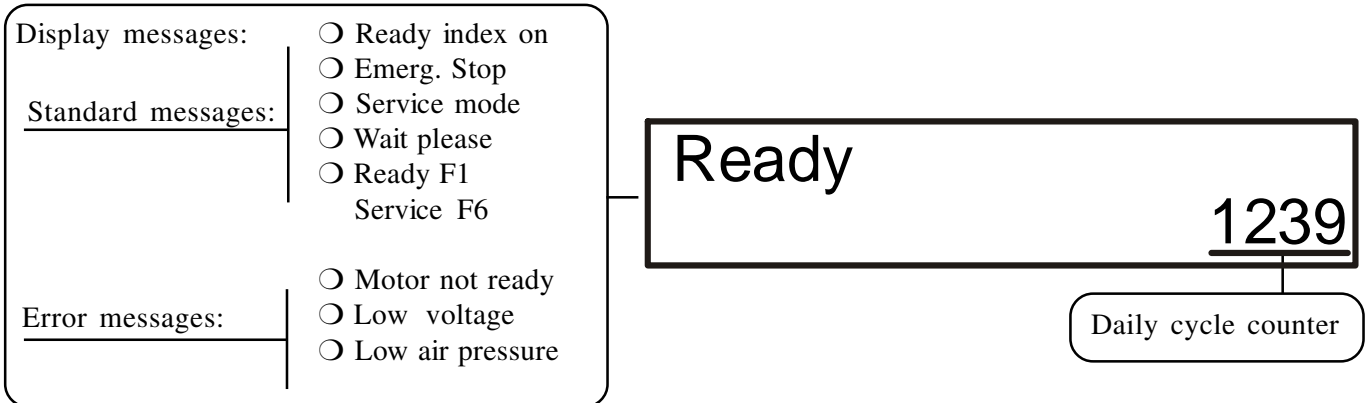 Display messages:
Standard messages:
❍ Ready index on
❍ Emerg. Stop
❍ Service mode
❍ Wait please
❍ Ready F1
Service F6
Error messages:
❍ Motor not ready
❍ Low voltage
❍ Low air pressure
Ready
1239
Daily cycle counter